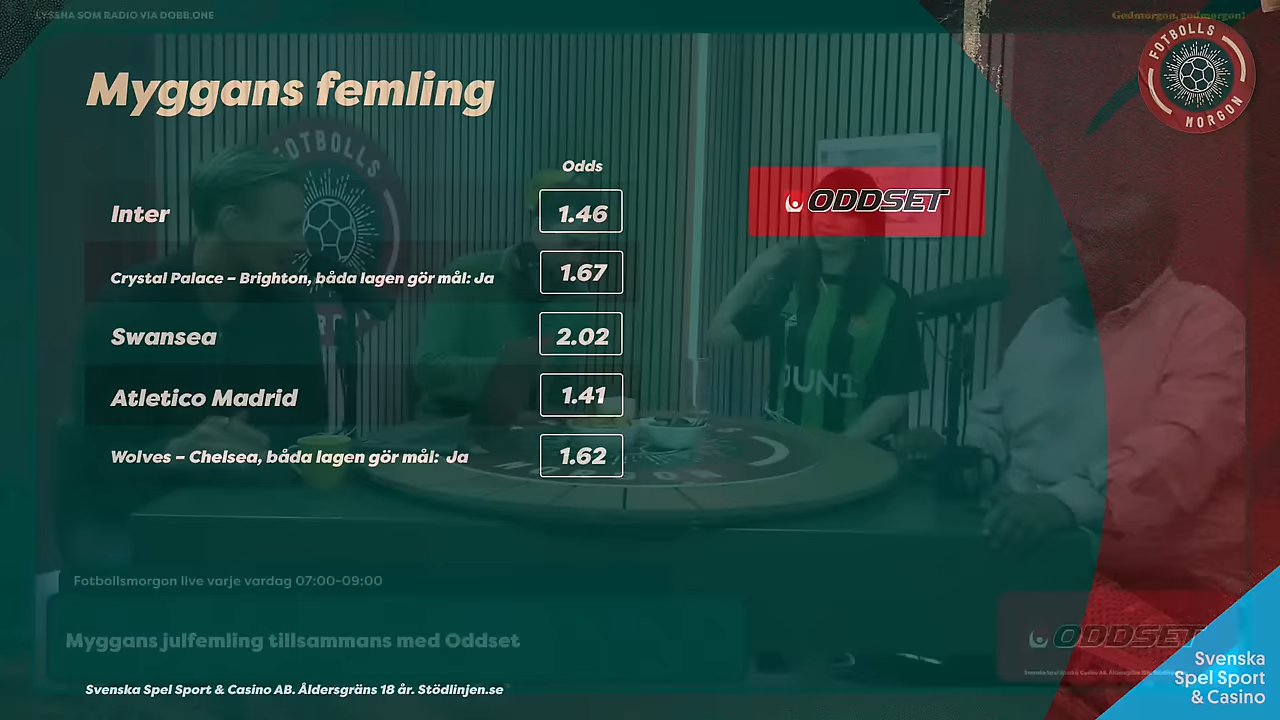 LYSSNA SOM RADIO VIA DOBB.ONE
Godmorgon, godmorgon!
FOTBOLLS
MORGON
Myggans femling
FOTBOLLS
Odds
ODDSET
Inter 1.46
Crystal Palace – Brighton, båda lagen gör mål: Ja 1.67
Swansea 2.02
Atletico Madrid 1.41
JUNI
Wolves – Chelsea, båda lagen gör mål: Ja 1.62
Fotbollsmorgon live varje vardag 07:00-09:00
Myggans julfemling tillsammans med Oddset
ODDSET
Svenska
Spel Sport
& Casino
Svenska Spel Sport & Casino AB. Åldersgräns 18 år. Stödlinjen.se